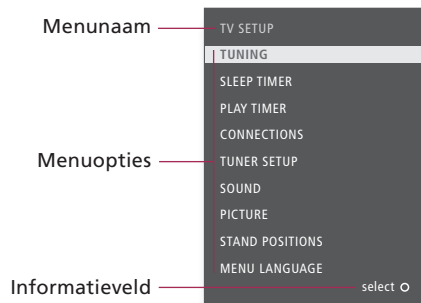 Menunaam
TV SETUP
TUNING
SLEEP TIMER
PLAY TIMER
CONNECTIONS
Menuopties
TUNER SETUP
SOUND
PICTURE
STAND POSITIONS
MENU LANGUAGE
Informatieveld
select